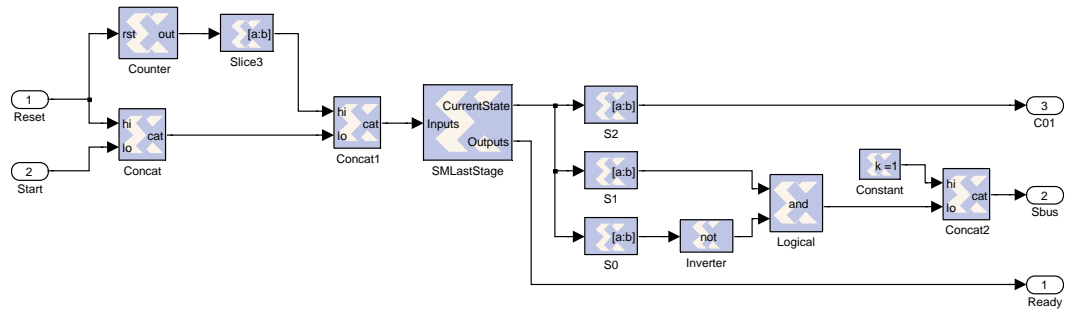 rst out
Counter
[a:b]
Slice3
1
Reset
hi
lo
cat
Concat
2
Start
hi
lo
cat
Concat1
CurrentState
Inputs
Outputs
SMLastStage
[a:b]
S2
3
C01
[a:b]
S1
[a:b]
S0
not
Inverter
and
Logical
k =1
Constant
hi
lo
cat
Concat2
2
Sbus
1
Ready